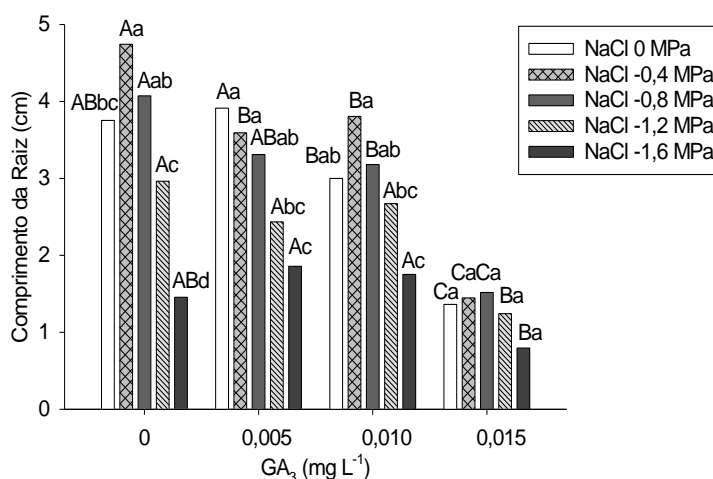 Comprimento da Raiz (cm)
5
4
3
2
1
0
ABbc
Aa
Aab
Ac
ABd
Aa
Ba
ABab
Abc
Ac
Bab
Ba
Bab
Abc
Ac
Ca
CaCa
Ba
Ba
0
0,005
0,010
0,015
GA₃ (mg L⁻¹)
NaCl 0 MPa
NaCl -0,4 MPa
NaCl -0,8 MPa
NaCl -1,2 MPa
NaCl -1,6 MPa